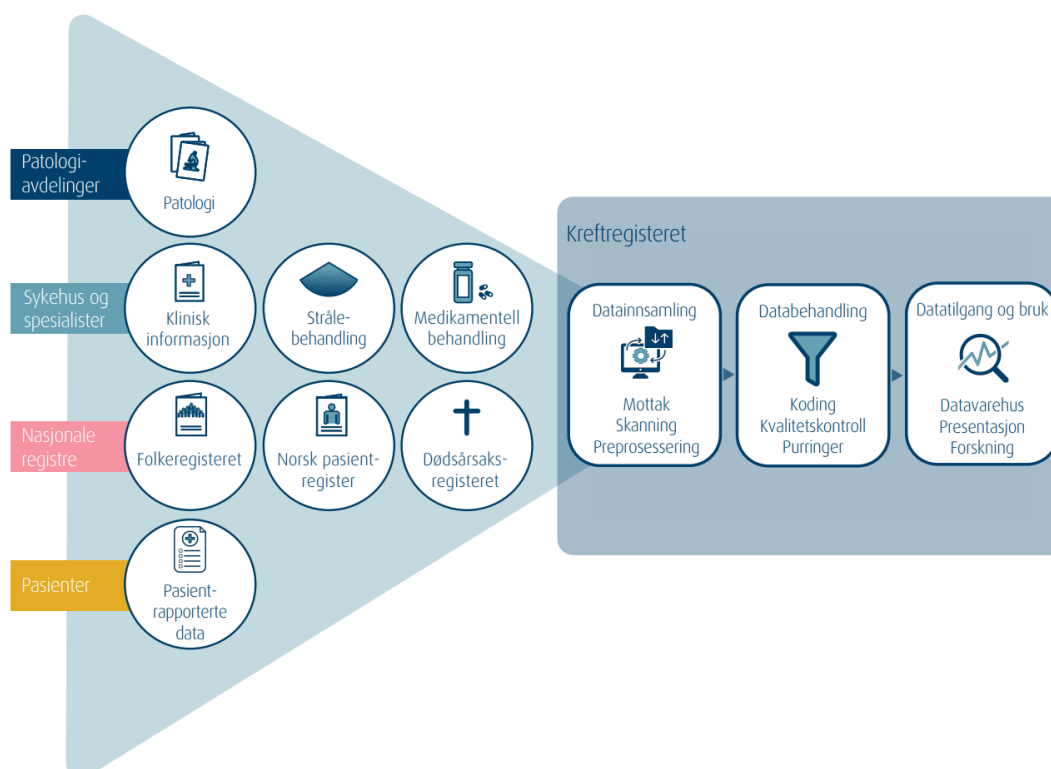 Patologi-
avdelinger
Patologi
Kreftregisteret
Sykehus og
spesialister
Klinisk
informasjon
Stråle-
behandling
Medikamentell
behandling
Datainnsamling
Mottak
Skanning
Preprosessering
Databehandling
Koding
Kvalitetskontroll
Purringer
Datatilgang og bruk
Datavarehus
Presentasjon
Forskning
Nasjonale
registre
Folkeregisteret
Norsk pasient-
register
Dødsårsaks-
registeret
Pasienter
Pasient-
rapporterte
data